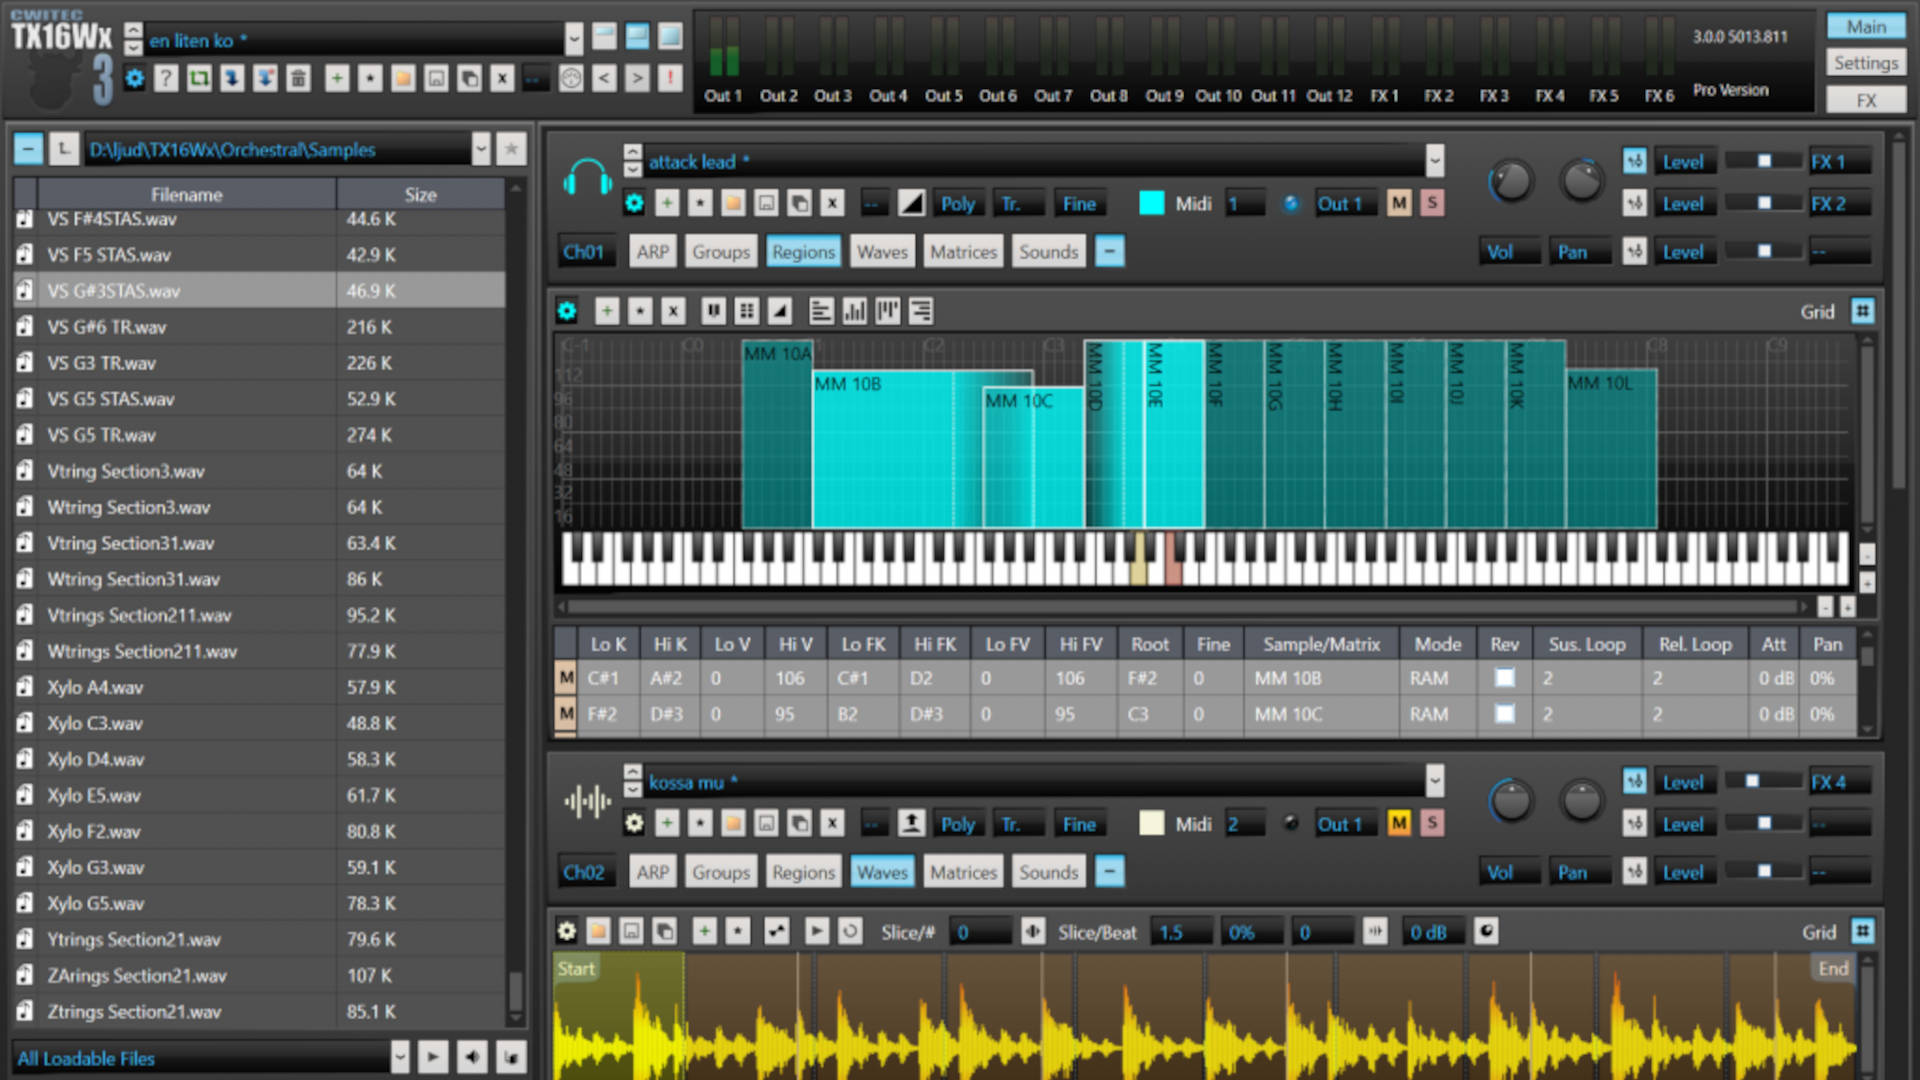 CWITEC
TX16Wx
3
en liten ko *
?
--
Out 1 Out 2 Out 3 Out 4 Out 5 Out 6 Out 7 Out 8 Out 9 Out 10 Out 11 Out 12 FX 1 FX 2 FX 3 FX 4 FX 5 FX 6
3.0.0 5013.811
Pro Version
Main
Settings
FX
D:\ljud\TX16Wx\Orchestral\Samples
Filename Size
VS F#4STAS.wav 44.6 K
VS F5 STAS.wav 42.9 K
VS G#3STAS.wav 46.9 K
VS G#6 TR.wav 216 K
VS G3 TR.wav 226 K
VS G5 STAS.wav 52.9 K
VS G5 TR.wav 274 K
Vtring Section3.wav 64 K
Wtring Section3.wav 64 K
Vtring Section31.wav 63.4 K
Wtring Section31.wav 86 K
Vtrings Section211.wav 95.2 K
Wtrings Section211.wav 77.9 K
Xylo A4.wav 57.9 K
Xylo C3.wav 48.8 K
Xylo D4.wav 58.3 K
Xylo E5.wav 61.7 K
Xylo F2.wav 80.8 K
Xylo G3.wav 59.1 K
Xylo G5.wav 78.3 K
Ytrings Section21.wav 79.6 K
ZArings Section21.wav 107 K
Ztrings Section21.wav 85.1 K
All Loadable Files
attack lead *
-- Poly Tr. Fine Midi 1 Out 1 M S
Ch01 ARP Groups Regions Waves Matrices Sounds
Vol Pan
Level FX 1
Level FX 2
Level --
Grid
C-1 C0 C2 C3 C8 C9
112
96
80
64
48
32
16
MM 10A
MM 10B
MM 10C
MM 10D
MM 10E
MM 10F
MM 10G
MM 10H
MM 10I
MM 10J
MM 10K
MM 10L
Lo K Hi K Lo V Hi V Lo FK Hi FK Lo FV Hi FV Root Fine Sample/Matrix Mode Rev Sus. Loop Rel. Loop Att Pan
M C#1 A#2 0 106 C#1 D2 0 106 F#2 0 MM 10B RAM 2 2 0 dB 0%
M F#2 D#3 0 95 B2 D#3 0 95 C3 0 MM 10C RAM 2 2 0 dB 0%
kossa mu *
-- Poly Tr. Fine Midi 2 Out 1 M S
Ch02 ARP Groups Regions Waves Matrices Sounds
Vol Pan
Level FX 4
Level --
Level --
Slice/# 0 Slice/Beat 1.5 0% 0 0 dB Grid
Start End